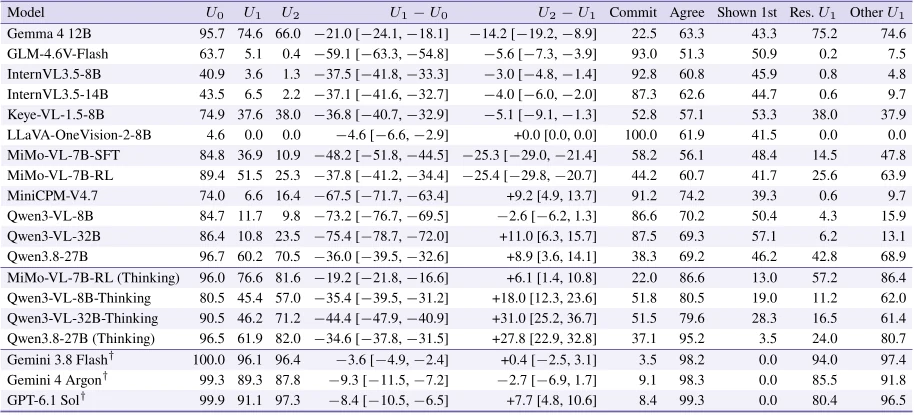 Model U0 U1 U2 U1 − U0 U2 − U1 Commit Agree Shown 1st Res. U1 Other U1
Gemma 4 12B 95.7 74.6 66.0 −21.0 [−24.1, −18.1] −14.2 [−19.2, −8.9] 22.5 63.3 43.3 75.2 74.6
GLM-4.6V-Flash 63.7 5.1 0.4 −59.1 [−63.3, −54.8] −5.6 [−7.3, −3.9] 93.0 51.3 50.9 0.2 7.5
InternVL3.5-8B 40.9 3.6 1.3 −37.5 [−41.8, −33.3] −3.0 [−4.8, −1.4] 92.8 60.8 45.9 0.8 4.8
InternVL3.5-14B 43.5 6.5 2.2 −37.1 [−41.6, −32.7] −4.0 [−6.0, −2.0] 87.3 62.6 44.7 0.6 9.7
Keye-VL-1.5-8B 74.9 37.6 38.0 −36.8 [−40.7, −32.9] −5.1 [−9.1, −1.3] 52.8 57.1 53.3 38.0 37.9
LLaVA-OneVision-2-8B 4.6 0.0 0.0 −4.6 [−6.6, −2.9] +0.0 [0.0, 0.0] 100.0 61.9 41.5 0.0 0.0
MiMo-VL-7B-SFT 84.8 36.9 10.9 −48.2 [−51.8, −44.5] −25.3 [−29.0, −21.4] 58.2 56.1 48.4 14.5 47.8
MiMo-VL-7B-RL 89.4 51.5 25.3 −37.8 [−41.2, −34.4] −25.4 [−29.8, −20.7] 44.2 60.7 41.7 25.6 63.9
MiniCPM-V4.7 74.0 6.6 16.4 −67.5 [−71.7, −63.4] +9.2 [4.9, 13.7] 91.2 74.2 39.3 0.6 9.7
Qwen3-VL-8B 84.7 11.7 9.8 −73.2 [−76.7, −69.5] −2.6 [−6.2, 1.3] 86.6 70.2 50.4 4.3 15.9
Qwen3-VL-32B 86.4 10.8 23.5 −75.4 [−78.7, −72.0] +11.0 [6.3, 15.7] 87.5 69.3 57.1 6.2 13.1
Qwen3.8-27B 96.7 60.2 70.5 −36.0 [−39.5, −32.6] +8.9 [3.6, 14.1] 38.3 69.2 46.2 42.8 68.9
MiMo-VL-7B-RL (Thinking) 96.0 76.6 81.6 −19.2 [−21.8, −16.6] +6.1 [1.4, 10.8] 22.0 86.6 13.0 57.2 86.4
Qwen3-VL-8B-Thinking 80.5 45.4 57.0 −35.4 [−39.5, −31.2] +18.0 [12.3, 23.6] 51.8 80.5 19.0 11.2 62.0
Qwen3-VL-32B-Thinking 90.5 46.2 71.2 −44.4 [−47.9, −40.9] +31.0 [25.2, 36.7] 51.5 79.6 28.3 16.5 61.4
Qwen3.8-27B (Thinking) 96.5 61.9 82.0 −34.6 [−37.8, −31.5] +27.8 [22.9, 32.8] 37.1 95.2 3.5 24.0 80.7
Gemini 3.8 Flash† 100.0 96.1 96.4 −3.6 [−4.9, −2.4] +0.4 [−2.5, 3.1] 3.5 98.2 0.0 94.0 97.4
Gemini 4 Argon† 99.3 89.3 87.8 −9.3 [−11.5, −7.2] −2.7 [−6.9, 1.7] 9.1 98.3 0.0 85.5 91.8
GPT-6.1 Sol† 99.9 91.1 97.3 −8.4 [−10.5, −6.5] +7.7 [4.8, 10.6] 8.4 99.3 0.0 80.4 96.5